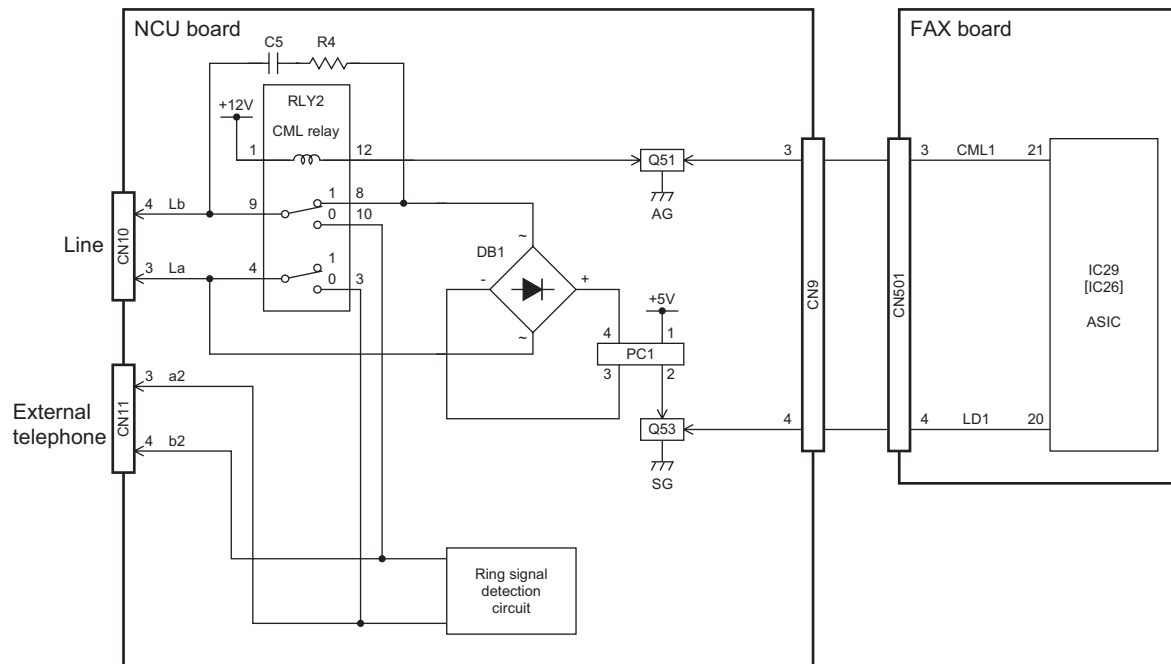 NCU board
FAX board
C5 R4
+12V
RLY2
CML relay
1 12
Q51
AG
3
3 CML1 21
1 8
4 Lb 9
0 10
Line
CN10
3 La 4
1
0 3
DB1
~
- +
~
+5V
4 1
PC1
3 2
CN9
CN501
IC29
[IC26]
ASIC
External
telephone
CN11
3 a2
4 b2
Q53
SG
4
4 LD1 20
Ring signal
detection
circuit